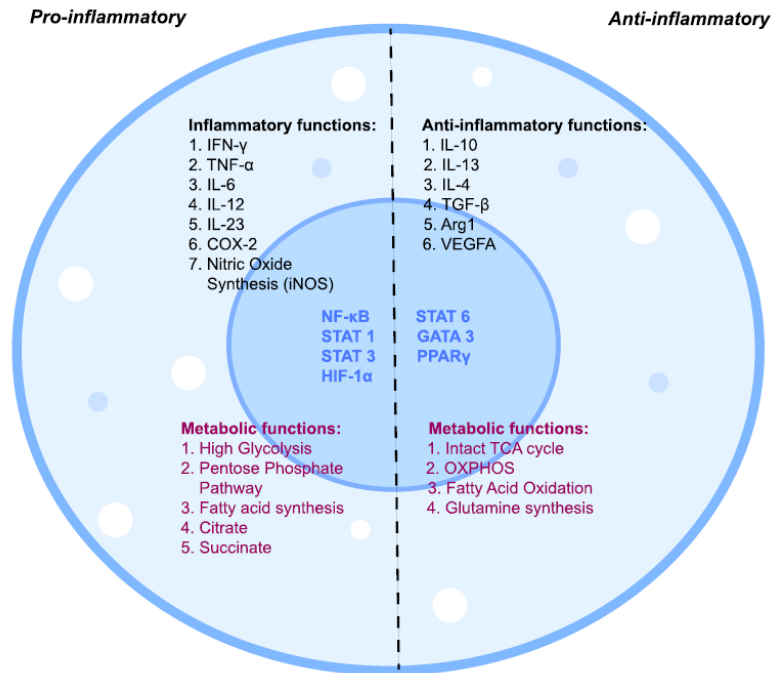 Pro-inflammatory
Anti-inflammatory
Inflammatory functions:
1. IFN-γ
2. TNF-α
3. IL-6
4. IL-12
5. IL-23
6. COX-2
7. Nitric Oxide
Synthesis (iNOS)
Anti-inflammatory functions:
1. IL-10
2. IL-13
3. IL-4
4. TGF-β
5. Arg1
6. VEGFA
NF-κB
STAT 1
STAT 3
HIF-1α
STAT 6
GATA 3
PPARγ
Metabolic functions:
1. High Glycolysis
2. Pentose Phosphate
Pathway
3. Fatty acid synthesis
4. Citrate
5. Succinate
Metabolic functions:
1. Intact TCA cycle
2. OXPHOS
3. Fatty Acid Oxidation
4. Glutamine synthesis